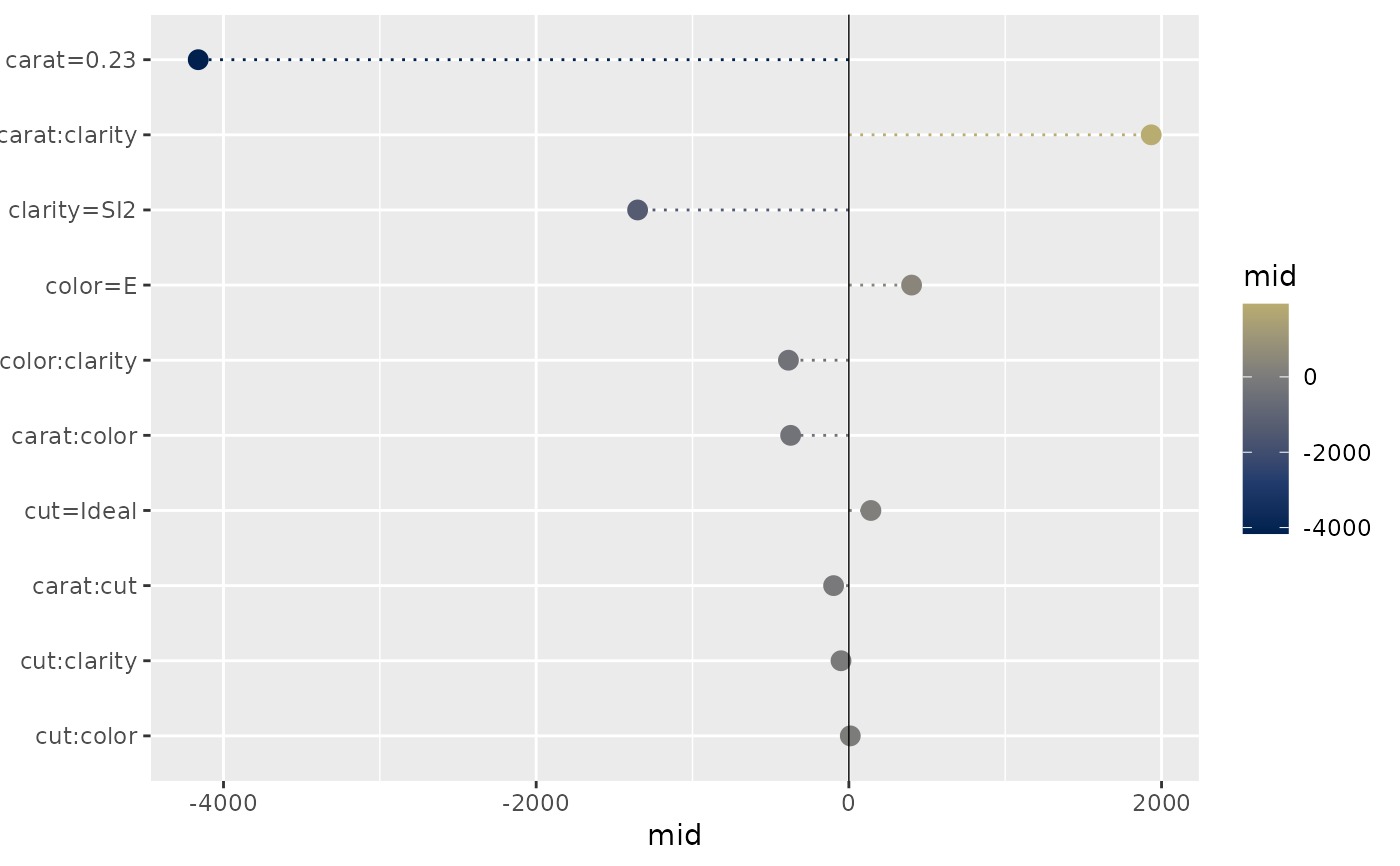 carat=0.23
carat:clarity
clarity=SI2
color=E
color:clarity
carat:color
cut=Ideal
carat:cut
cut:clarity
cut:color
-4000
-2000
0
2000
mid
mid
0
-2000
-4000